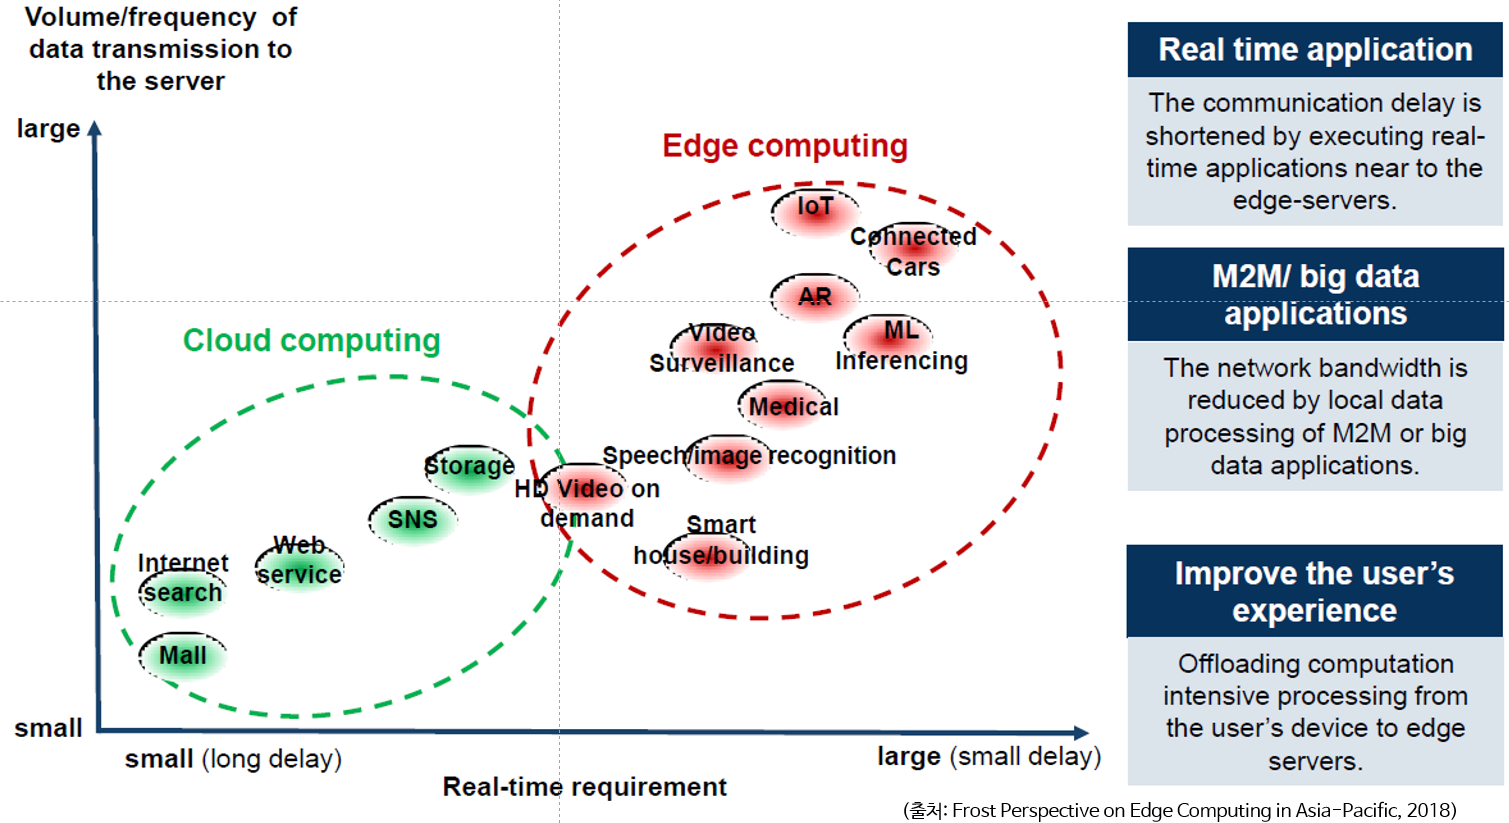 Volume/frequency of
data transmission to
the server
large
small
small (long delay)
large (small delay)
Real-time requirement
Cloud computing
Storage
SNS
Web
service
Internet
search
Mall
Edge computing
IoT
Connected
Cars
AR
Video
Surveillance
ML
Inferencing
Medical
Speech/image recognition
HD Video on
demand
Smart
house/building
Real time application
The communication delay is
shortened by executing real-
time applications near to the
edge-servers.
M2M/ big data
applications
The network bandwidth is
reduced by local data
processing of M2M or big
data applications.
Improve the user’s
experience
Offloading computation
intensive processing from
the user’s device to edge
servers.
(출처: Frost Perspective on Edge Computing in Asia-Pacific, 2018)